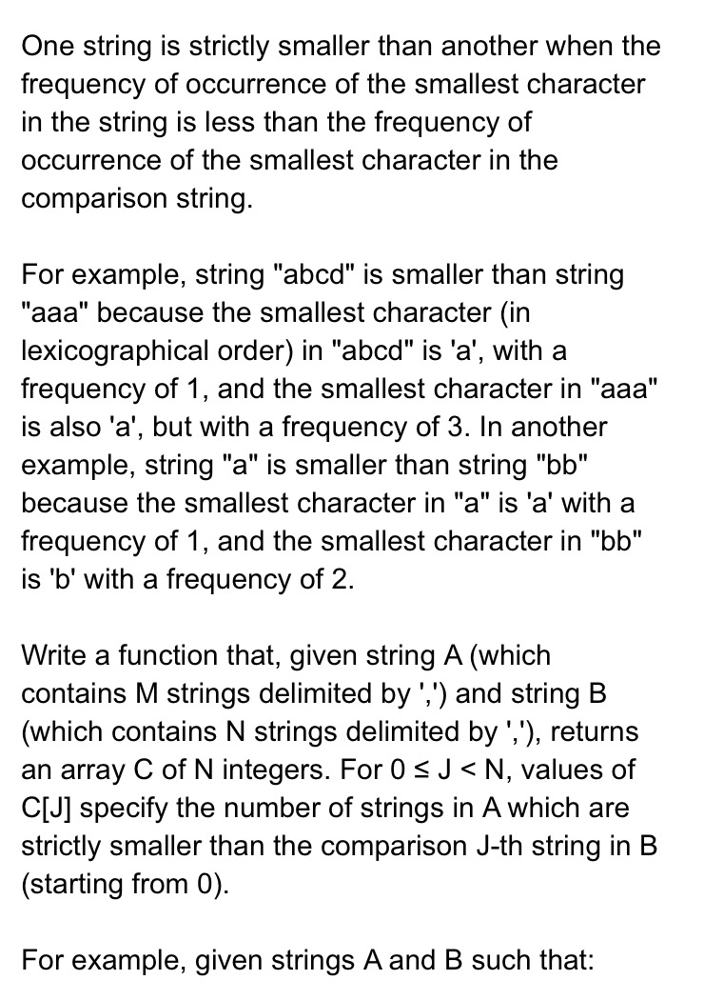 One string is strictly smaller than another when the
frequency of occurrence of the smallest character
in the string is less than the frequency of
occurrence of the smallest character in the
comparison string.
For example, string "abcd" is smaller than string
"aaa" because the smallest character (in
lexicographical order) in "abcd" is 'a', with a
frequency of 1, and the smallest character in "aaa"
is also 'a', but with a frequency of 3. In another
example, string "a" is smaller than string "bb"
because the smallest character in "a" is 'a' with a
frequency of 1, and the smallest character in "bb"
is 'b' with a frequency of 2.
Write a function that, given string A (which
contains M strings delimited by ',') and string B
(which contains N strings delimited by ','), returns
an array C of N integers. For 0 ≤ J < N, values of
C[J] specify the number of strings in A which are
strictly smaller than the comparison J-th string in B
(starting from 0).
For example, given strings A and B such that: